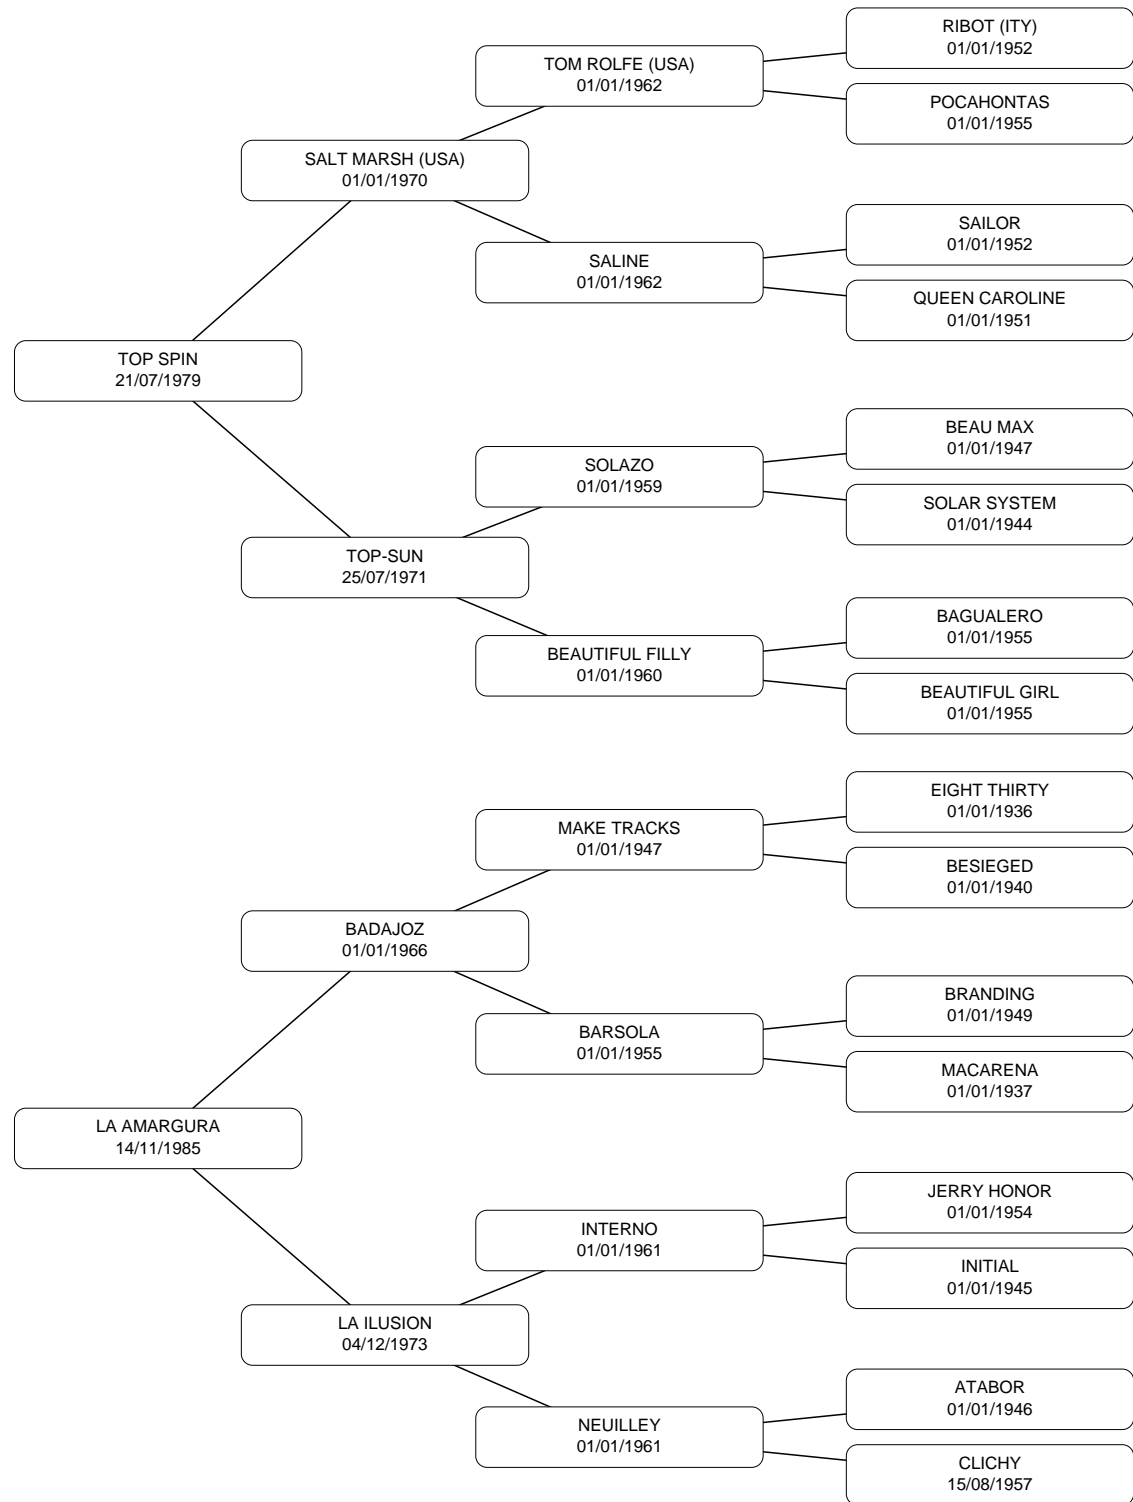 RIBOT (ITY)
01/01/1952
TOM ROLFE (USA)
01/01/1962
POCAHONTAS
01/01/1955
SALT MARSH (USA)
01/01/1970
SAILOR
01/01/1952
SALINE
01/01/1962
QUEEN CAROLINE
01/01/1951
TOP SPIN
21/07/1979
BEAU MAX
01/01/1947
SOLAZO
01/01/1959
SOLAR SYSTEM
01/01/1944
TOP-SUN
25/07/1971
BAGUALERO
01/01/1955
BEAUTIFUL FILLY
01/01/1960
BEAUTIFUL GIRL
01/01/1955
EIGHT THIRTY
01/01/1936
MAKE TRACKS
01/01/1947
BESIEGED
01/01/1940
BADAJOZ
01/01/1966
BRANDING
01/01/1949
BARSOLA
01/01/1955
MACARENA
01/01/1937
LA AMARGURA
14/11/1985
JERRY HONOR
01/01/1954
INTERNO
01/01/1961
INITIAL
01/01/1945
LA ILUSION
04/12/1973
ATABOR
01/01/1946
NEUILLEY
01/01/1961
CLICHY
15/08/1957